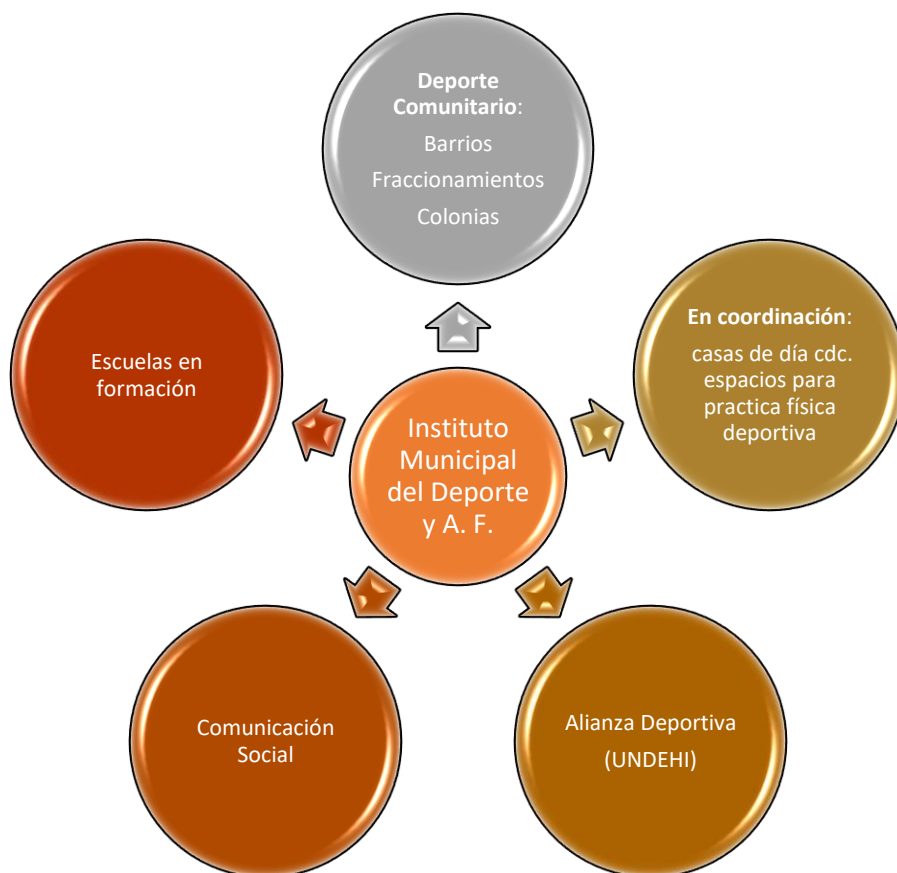 Deporte
Comunitario:
Barrios
Fraccionamientos
Colonias
En coordinación:
casas de día cdc.
espacios para
practica física
deportiva
Escuelas en
formación
Instituto
Municipal
del Deporte
y A. F.
Comunicación
Social
Alianza Deportiva
(UNDEHI)